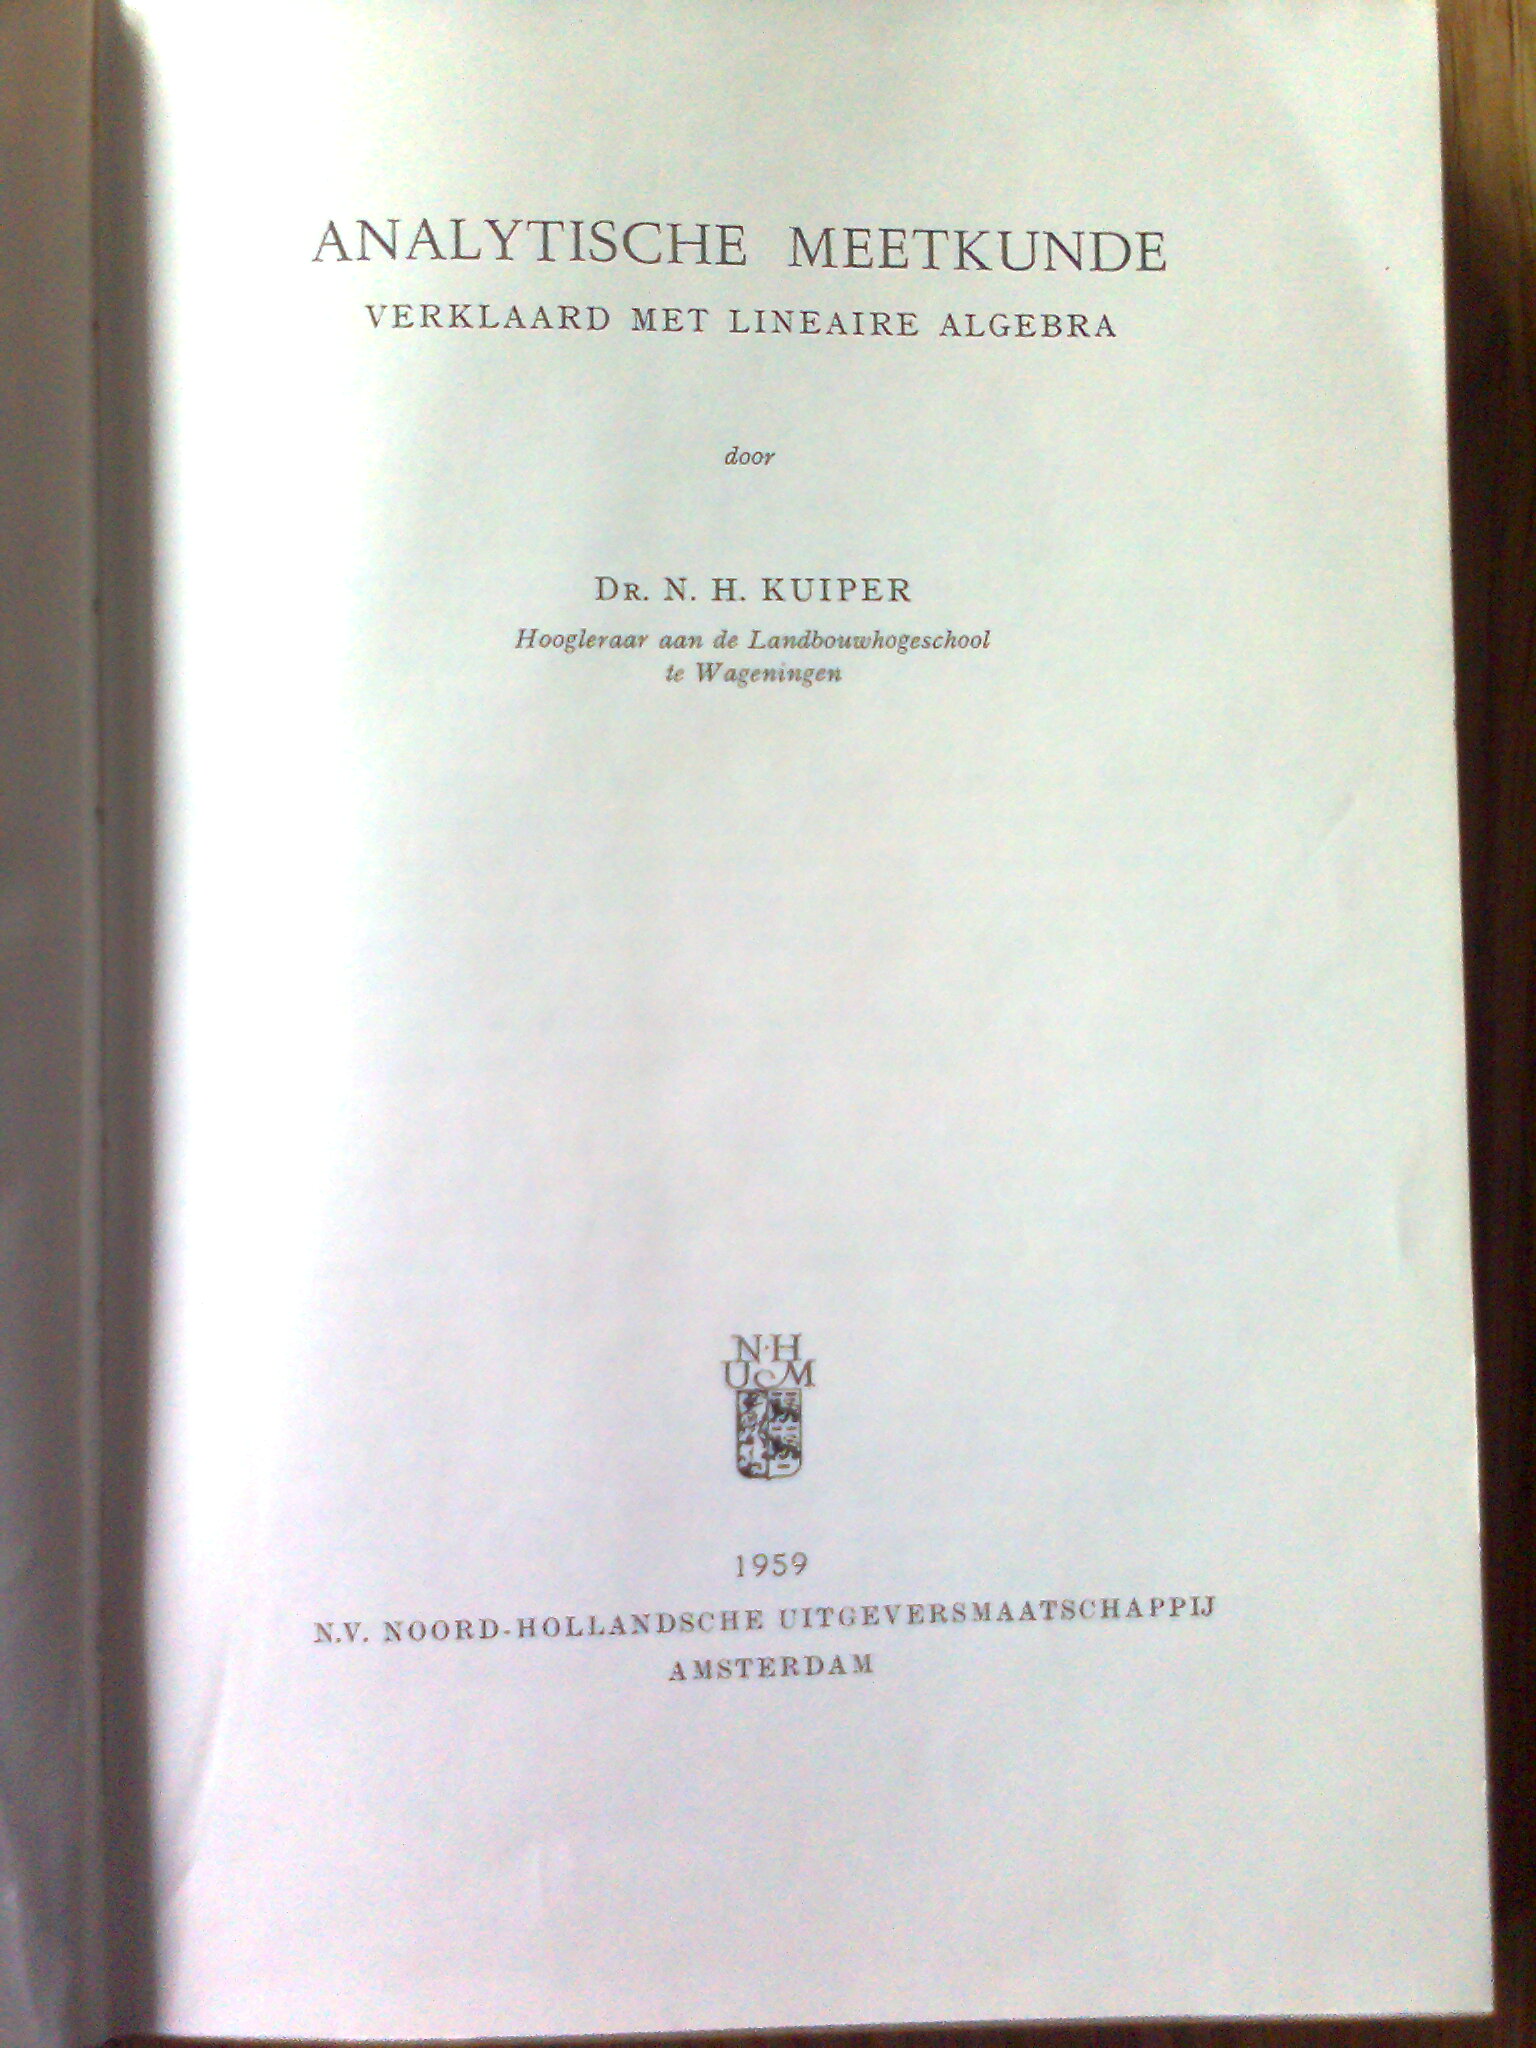 ANALYTISCHE MEETKUNDE
VERKLAARD MET LINEAIRE ALGEBRA
door
DR. N. H. KUIPER
Hoogleraar aan de Landbouwhogeschool
te Wageningen
N·H
UcM
1959
N.V. NOORD-HOLLANDSCHE UITGEVERSMAATSCHAPPIJ
AMSTERDAM